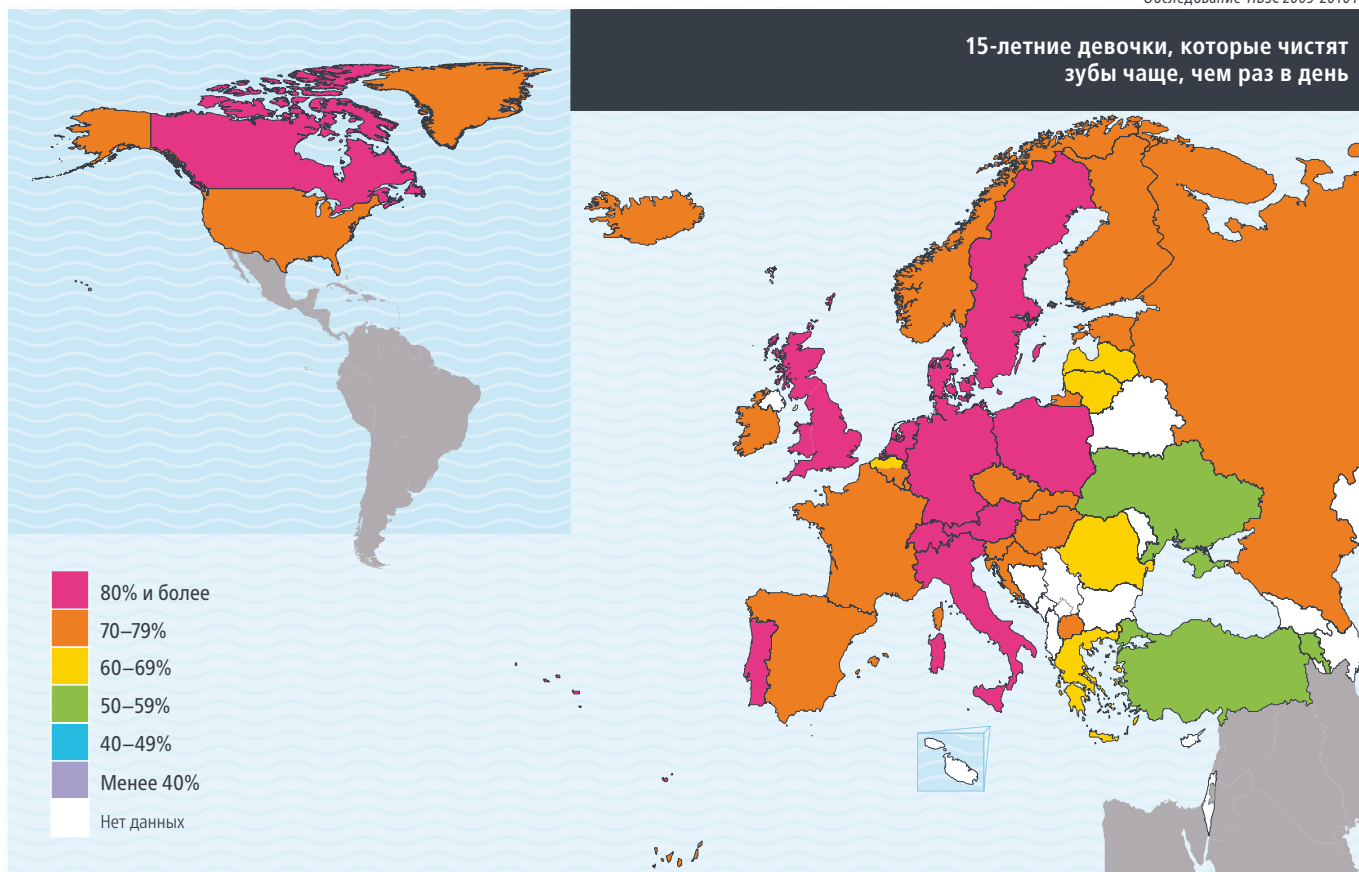 15-летние девочки, которые чистят
зубы чаще, чем раз в день
80% и более
70–79%
60–69%
50–59%
40–49%
Менее 40%
Нет данных